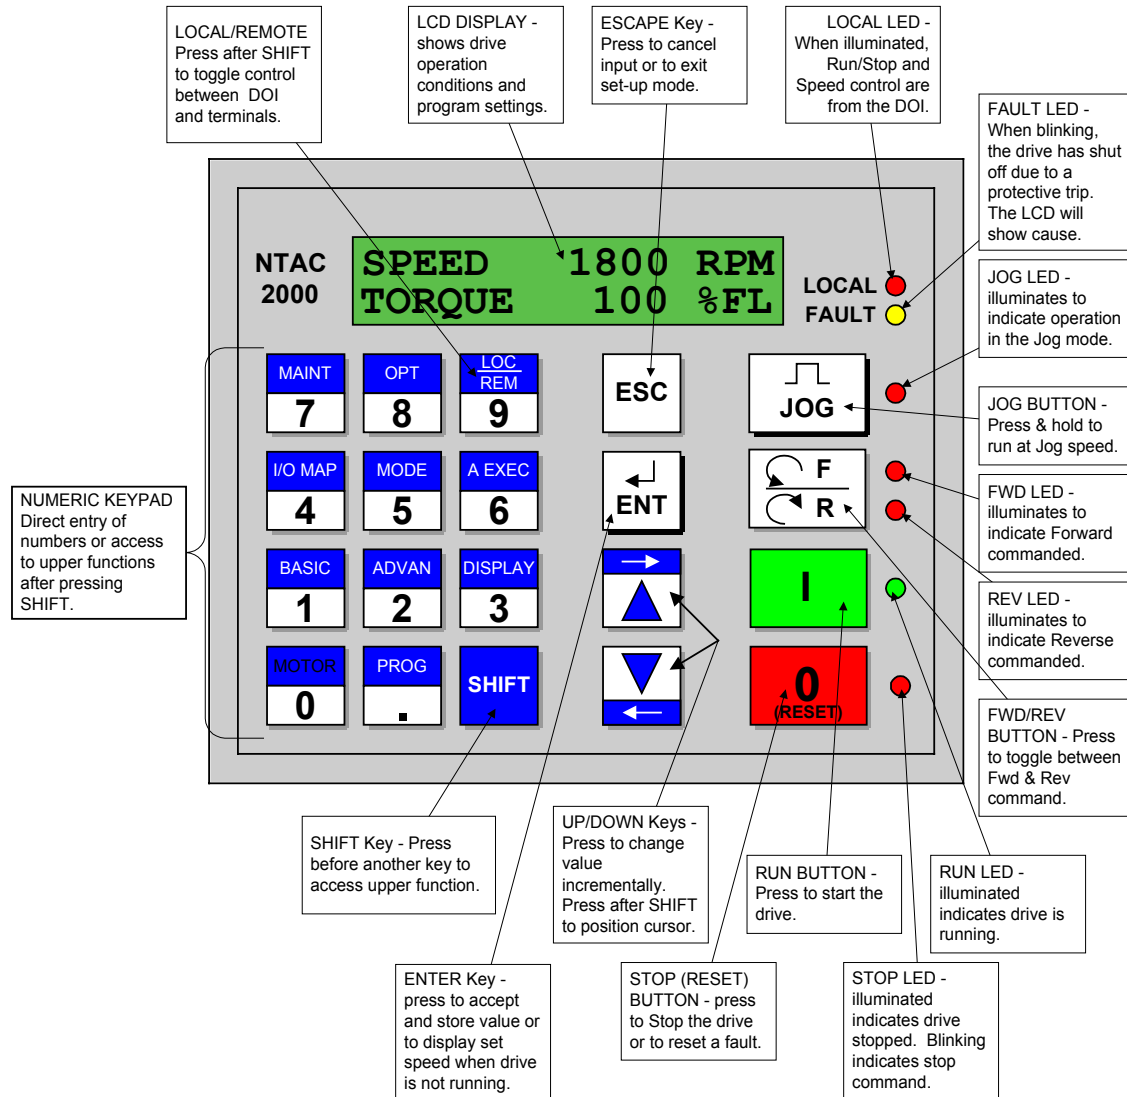 LOCAL/REMOTE
Press after SHIFT
to toggle control
between DOI
and terminals.
LCD DISPLAY -
shows drive
operation
conditions and
program settings.
ESCAPE Key -
Press to cancel
input or to exit
set-up mode.
LOCAL LED -
When illuminated,
Run/Stop and
Speed control are
from the DOI.
FAULT LED -
When blinking,
the drive has shut
off due to a
protective trip.
The LCD will
show cause.
NTAC
2000
SPEED 1800 RPM
TORQUE 100 %FL
LOCAL
FAULT
JOG LED -
illuminates to
indicate operation
in the Jog mode.
MAINT
7
OPT
8
LOC
REM
9
ESC
JOG
JOG BUTTON -
Press & hold to
run at Jog speed.
I/O MAP
4
MODE
5
A EXEC
6
ENT
F
R
FWD LED -
illuminates to
indicate Forward
commanded.
NUMERIC KEYPAD
Direct entry of
numbers or access
to upper functions
after pressing
SHIFT.
BASIC
1
ADVAN
2
DISPLAY
3
I
REV LED -
illuminates to
indicate Reverse
commanded.
MOTOR
0
PROG
.
SHIFT
0
(RESET)
FWD/REV
BUTTON - Press
to toggle between
Fwd & Rev
command.
SHIFT Key - Press
before another key to
access upper function.
UP/DOWN Keys -
Press to change
value
incrementally.
Press after SHIFT
to position cursor.
RUN BUTTON -
Press to start the
drive.
RUN LED -
illuminated
indicates drive is
running.
ENTER Key -
press to accept
and store value or
to display set
speed when drive
is not running.
STOP (RESET)
BUTTON - press
to Stop the drive
or to reset a fault.
STOP LED -
illuminated
indicates drive
stopped. Blinking
indicates stop
command.